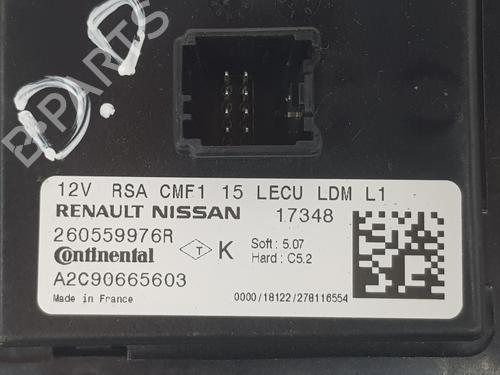 B-PARTS
12V RSA CMF1 15 LECU LDM L1
RENAULT NISSAN 17348
260559976R
Continental T K Soft : 5.07
Hard : C5.2
A2C90665603
Made in France 0000/18122/278116554